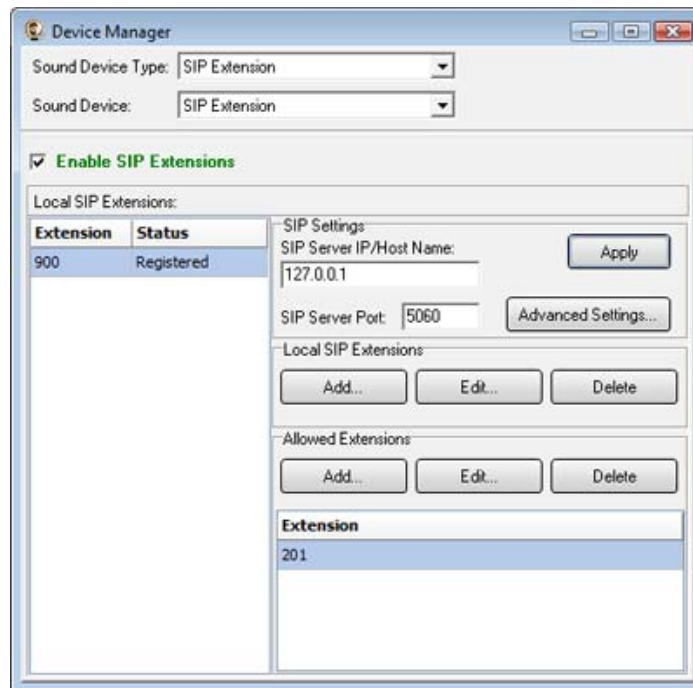 Device Manager
Sound Device Type: SIP Extension
Sound Device: SIP Extension
Enable SIP Extensions
Local SIP Extensions:
Extension Status
900 Registered
SIP Settings
SIP Server IP/Host Name:
127.0.0.1
Apply
SIP Server Port: 5060
Advanced Settings...
Local SIP Extensions
Add... Edit... Delete
Allowed Extensions
Add... Edit... Delete
Extension
201